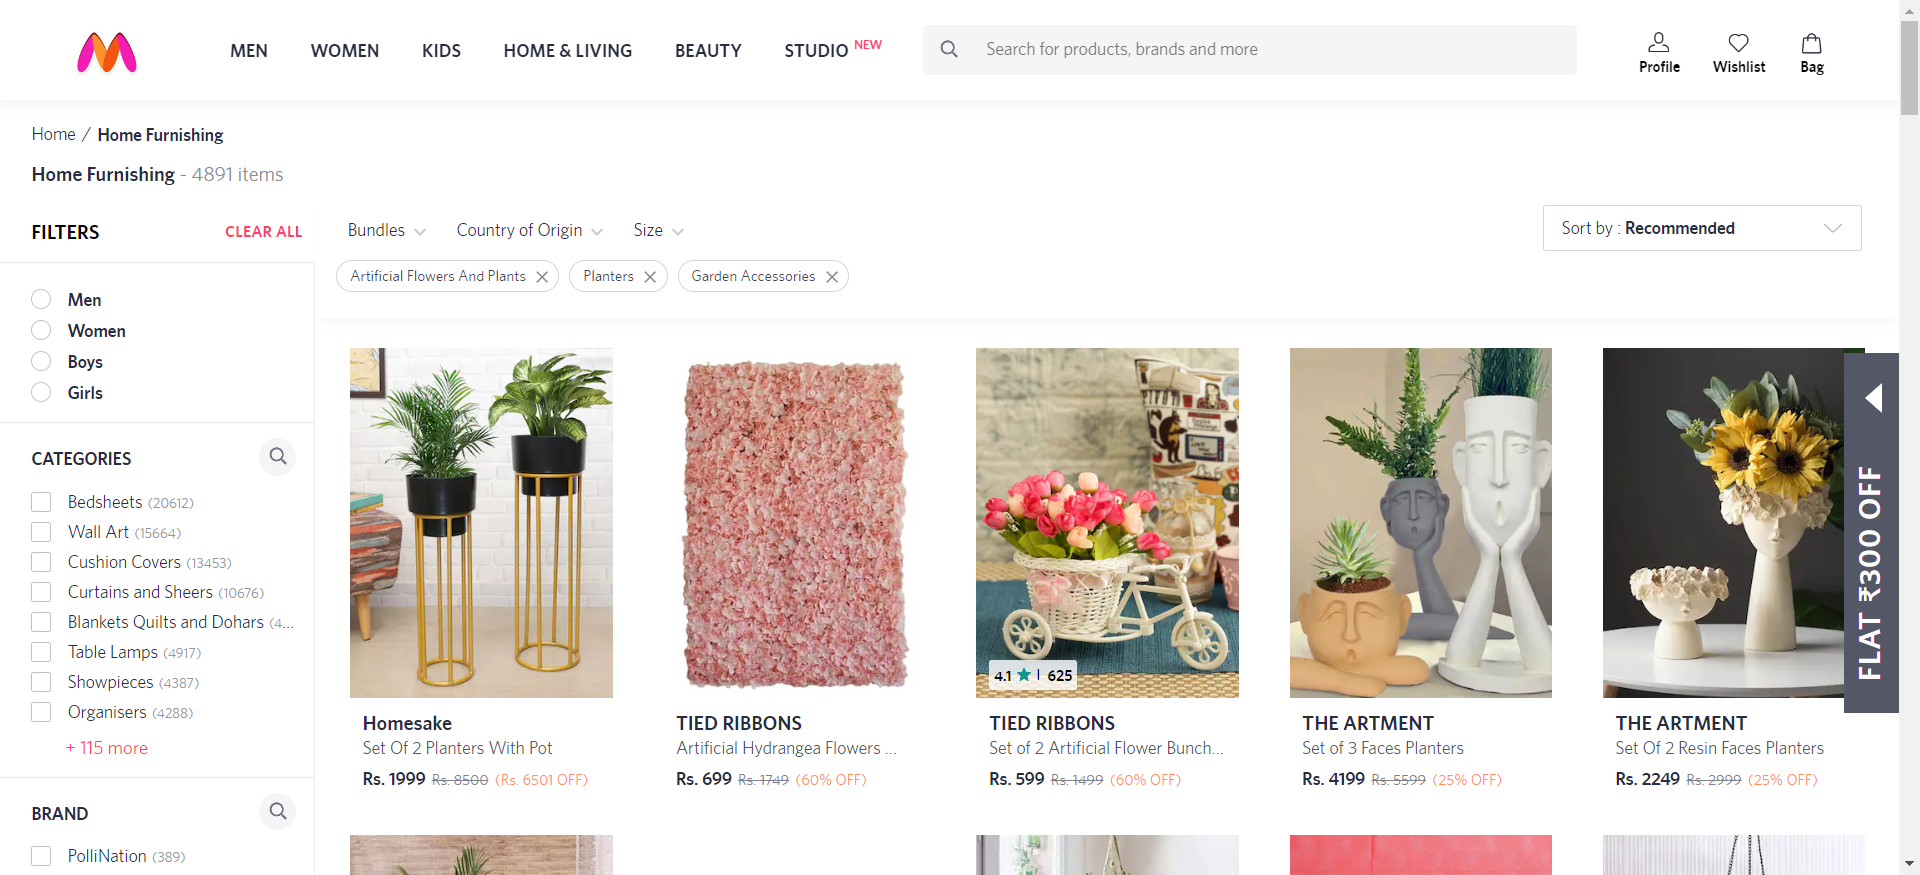 MEN WOMEN KIDS HOME & LIVING BEAUTY STUDIO NEW Search for products, brands and more Profile Wishlist Bag
Home / Home Furnishing
Home Furnishing - 4891 items
FILTERS CLEAR ALL
Bundles Country of Origin Size
Sort by : Recommended
Artificial Flowers And Plants Planters Garden Accessories
Men
Women
Boys
Girls
CATEGORIES
Bedsheets (20612)
Wall Art (15664)
Cushion Covers (13453)
Curtains and Sheers (10676)
Blankets Quilts and Dohars (4...
Table Lamps (4917)
Showpieces (4387)
Organisers (4288)
+ 115 more
BRAND
PolliNation (389)
4.1 | 625
FLAT ₹300 OFF
Homesake
Set Of 2 Planters With Pot
Rs. 1999 Rs. 8500 (Rs. 6501 OFF)
TIED RIBBONS
Artificial Hydrangea Flowers ...
Rs. 699 Rs. 1749 (60% OFF)
TIED RIBBONS
Set of 2 Artificial Flower Bunch...
Rs. 599 Rs. 1499 (60% OFF)
THE ARTMENT
Set of 3 Faces Planters
Rs. 4199 Rs. 5599 (25% OFF)
THE ARTMENT
Set Of 2 Resin Faces Planters
Rs. 2249 Rs. 2999 (25% OFF)